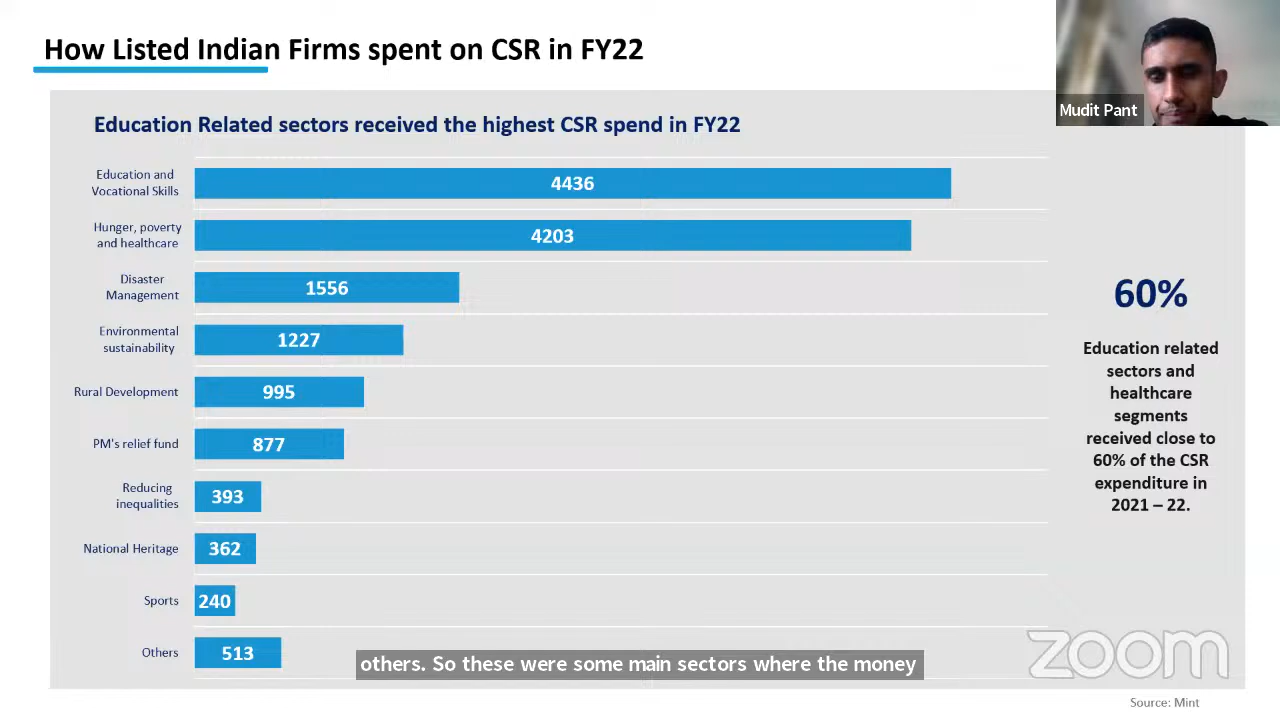 How Listed Indian Firms spent on CSR in FY22
Mudit Pant
Education Related sectors received the highest CSR spend in FY22
Education and
Vocational Skills
4436
Hunger, poverty
and healthcare
4203
Disaster
Management
1556
Environmental
sustainability
1227
Rural Development
995
PM's relief fund
877
Reducing
inequalities
393
National Heritage
362
Sports
240
Others
513
60%
Education related
sectors and
healthcare
segments
received close to
60% of the CSR
expenditure in
2021 – 22.
others. So these were some main sectors where the money
zoom
Source: Mint